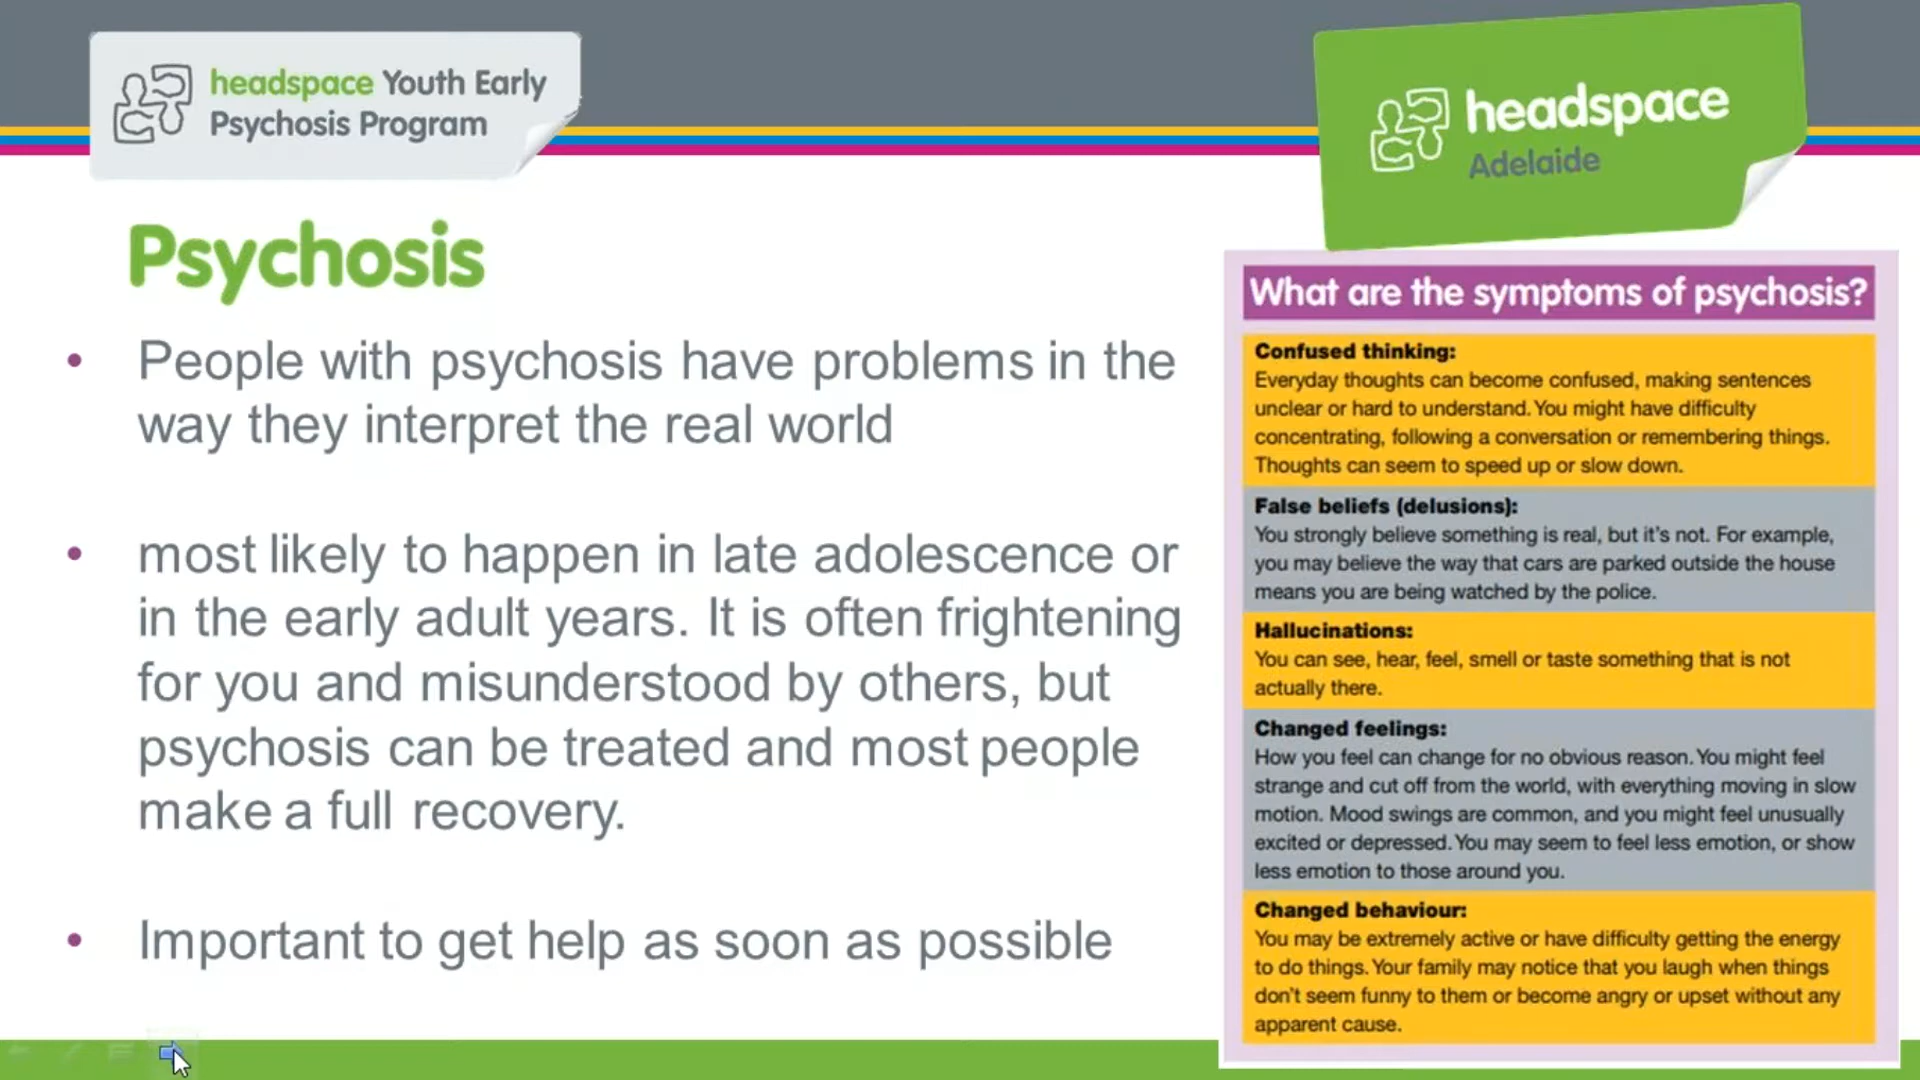 headspace Youth Early
Psychosis Program
headspace
Adelaide
Psychosis
• People with psychosis have problems in the
way they interpret the real world
• most likely to happen in late adolescence or
in the early adult years. It is often frightening
for you and misunderstood by others, but
psychosis can be treated and most people
make a full recovery.
• Important to get help as soon as possible
What are the symptoms of psychosis?
Confused thinking:
Everyday thoughts can become confused, making sentences
unclear or hard to understand. You might have difficulty
concentrating, following a conversation or remembering things.
Thoughts can seem to speed up or slow down.
False beliefs (delusions):
You strongly believe something is real, but it's not. For example,
you may believe the way that cars are parked outside the house
means you are being watched by the police.
Hallucinations:
You can see, hear, feel, smell or taste something that is not
actually there.
Changed feelings:
How you feel can change for no obvious reason. You might feel
strange and cut off from the world, with everything moving in slow
motion. Mood swings are common, and you might feel unusually
excited or depressed. You may seem to feel less emotion, or show
less emotion to those around you.
Changed behaviour:
You may be extremely active or have difficulty getting the energy
to do things. Your family may notice that you laugh when things
don't seem funny to them or become angry or upset without any
apparent cause.